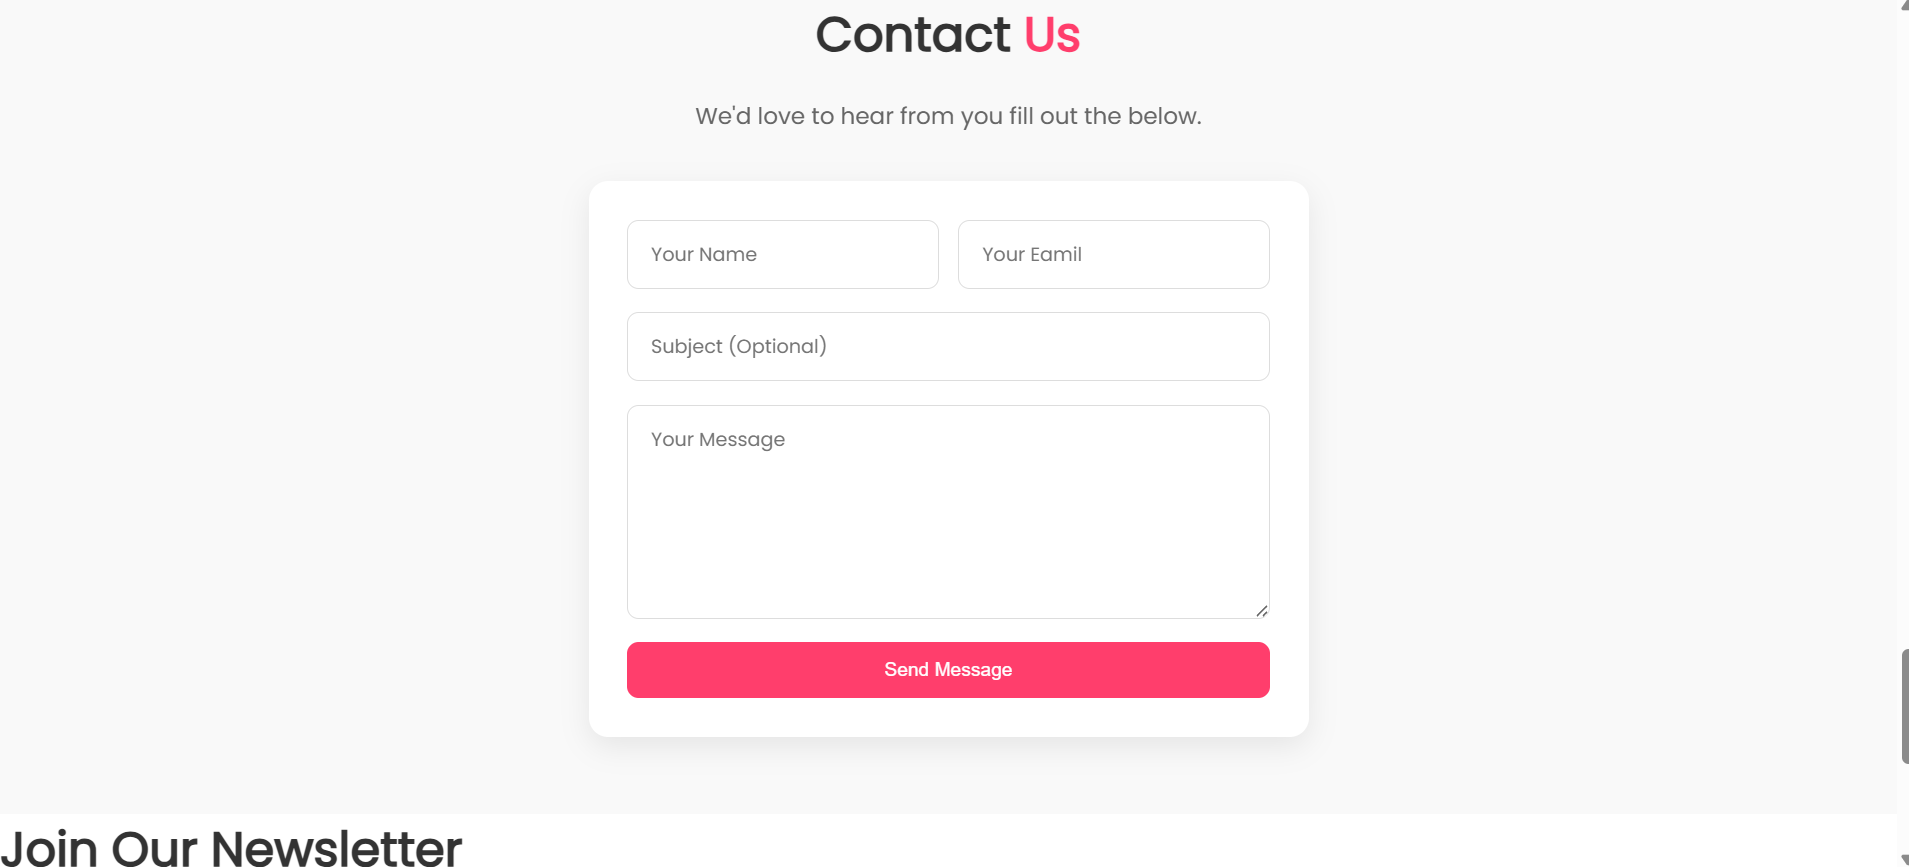 Contact Us
We'd love to hear from you fill out the below.
Your Name
Your Eamil
Subject (Optional)
Your Message
Send Message
Join Our Newsletter